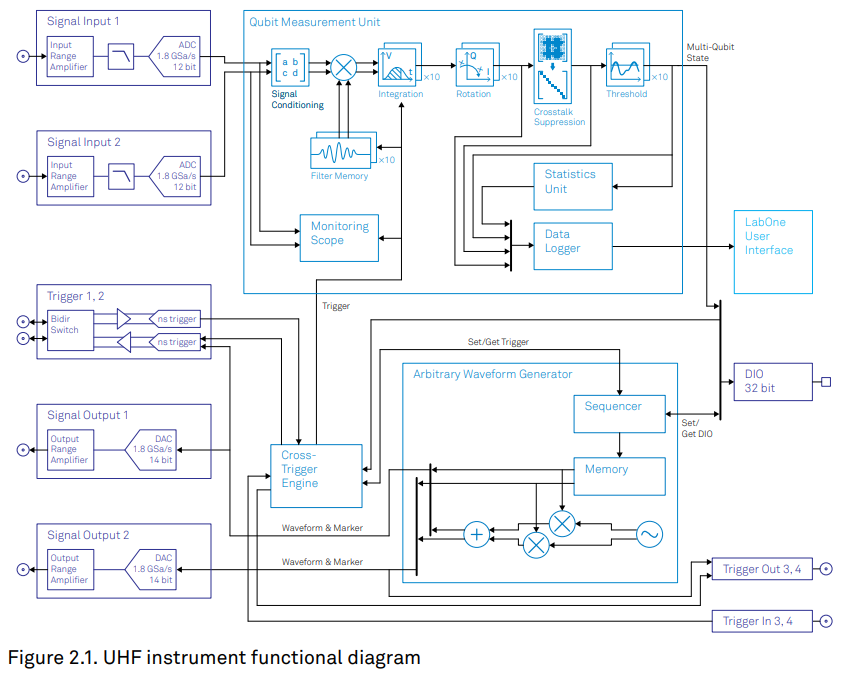 Signal Input 1
Input
Range
Amplifier
ADC
1.8 GSa/s
12 bit
Signal Input 2
Input
Range
Amplifier
ADC
1.8 GSa/s
12 bit
Qubit Measurement Unit
a b
c d
Signal
Conditioning
V
t
×10
Integration
Q
I
×10
Rotation
Crosstalk
Suppression
×10
Threshold
Multi-Qubit
State
×10
Filter Memory
Monitoring
Scope
Statistics
Unit
Data
Logger
LabOne
User
Interface
Trigger 1, 2
Bidir
Switch
ns trigger
ns trigger
Trigger
Set/Get Trigger
Signal Output 1
Output
Range
Amplifier
DAC
1.8 GSa/s
14 bit
Signal Output 2
Output
Range
Amplifier
DAC
1.8 GSa/s
14 bit
Cross-
Trigger
Engine
Waveform & Marker
Waveform & Marker
Arbitrary Waveform Generator
Sequencer
Memory
Set/
Get DIO
DIO
32 bit
Trigger Out 3, 4
Trigger In 3, 4
Figure 2.1. UHF instrument functional diagram